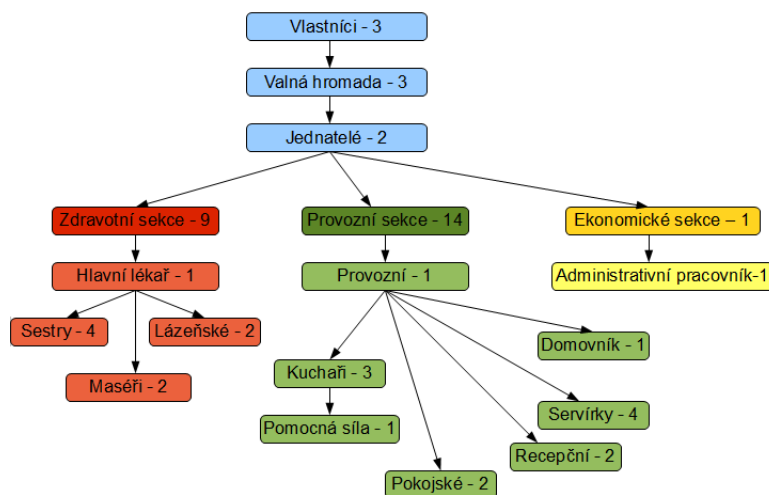 Vlastníci - 3
Valná hromada - 3
Jednatelé - 2
Zdravotní sekce - 9
Provozní sekce - 14
Ekonomické sekce – 1
Hlavní lékař - 1
Provozní - 1
Administrativní pracovník-1
Sestry - 4
Lázeňské - 2
Domovník - 1
Kuchaři - 3
Maséři - 2
Servírky - 4
Pomocná síla - 1
Recepční - 2
Pokojské - 2